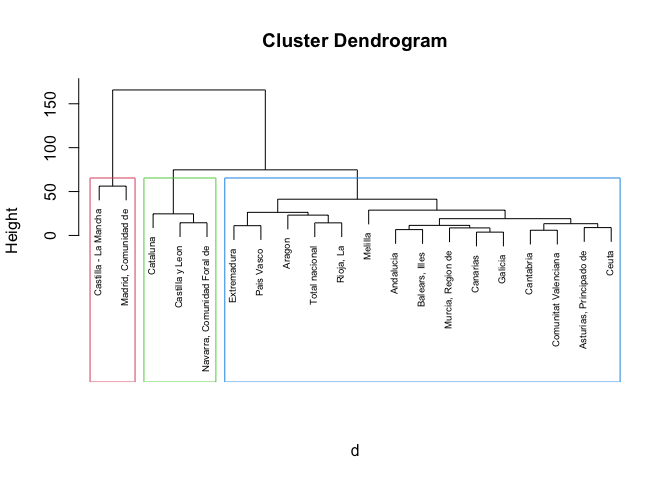 Cluster Dendrogram
Height
0
50
100
150
Castilla - La Mancha
Madrid, Comunidad de
Cataluna
Castilla y Leon
Navarra, Comunidad Foral de
Extremadura
Pais Vasco
Aragon
Total nacional
Rioja, La
Melilla
Andalucia
Balears, Illes
Murcia, Region de
Canarias
Galicia
Cantabria
Comunitat Valenciana
Asturias, Principado de
Ceuta
d